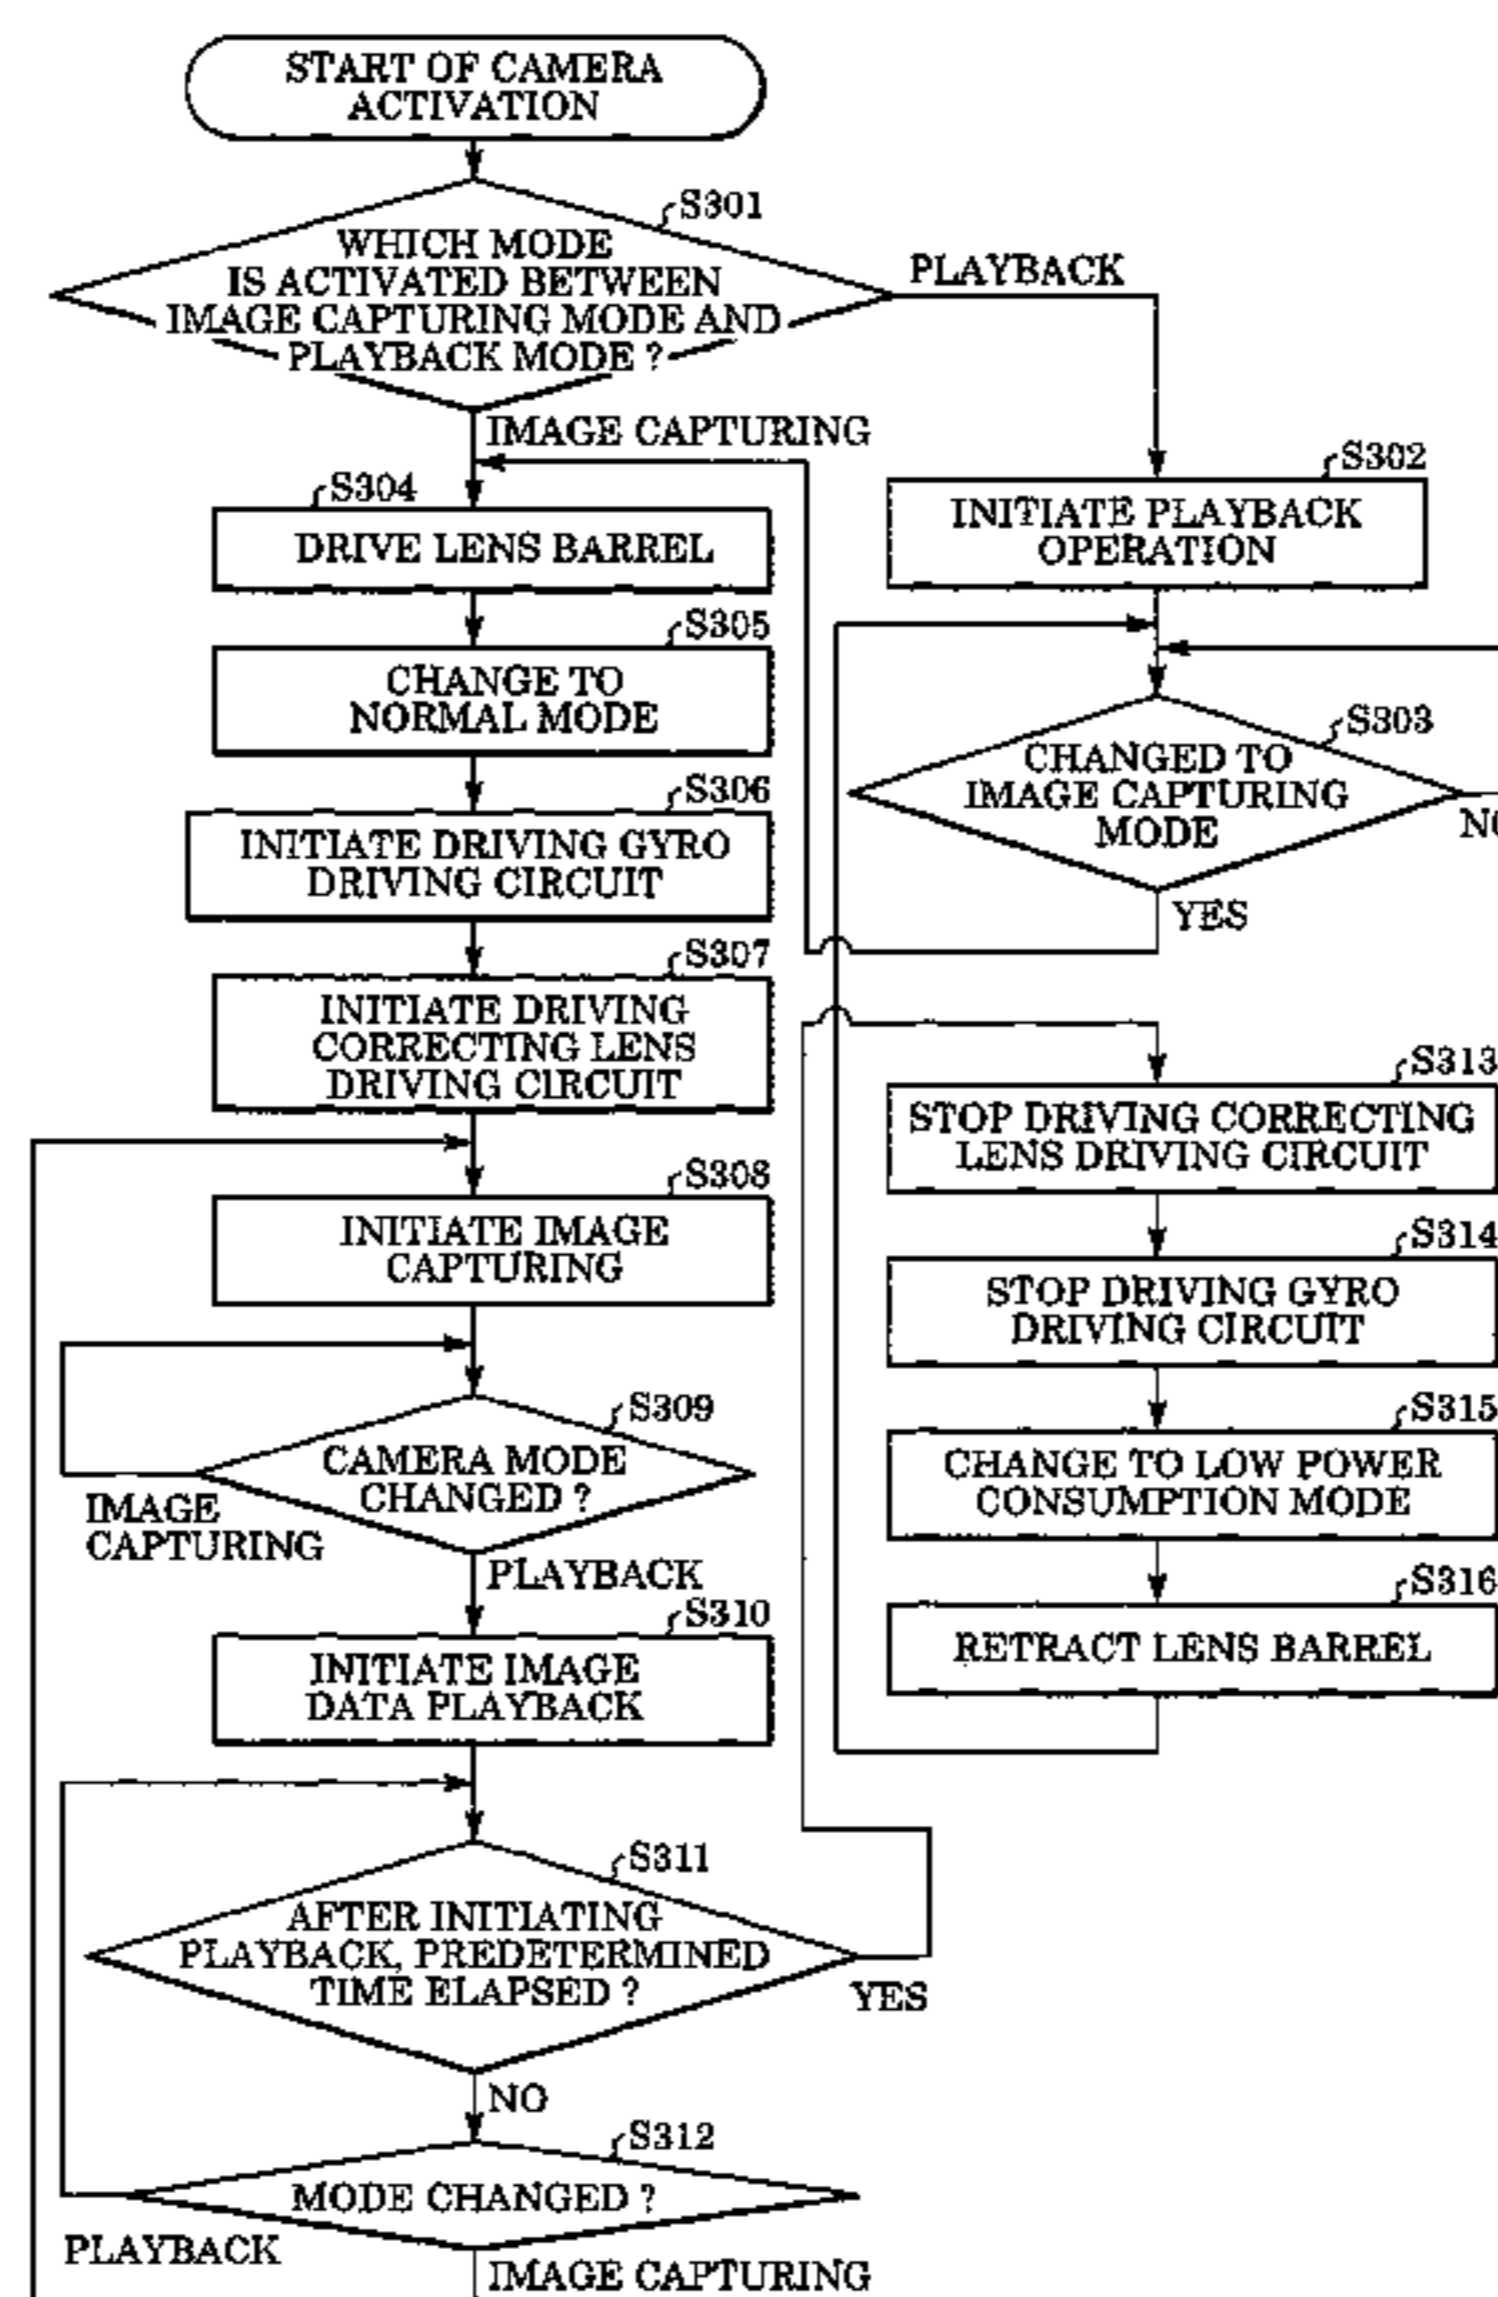 START OF CAMERA
ACTIVATION
S301
WHICH MODE
IS ACTIVATED BETWEEN
IMAGE CAPTURING MODE AND
PLAYBACK MODE ?
PLAYBACK
IMAGE CAPTURING
S302
INITIATE PLAYBACK
OPERATION
S303
CHANGED TO
IMAGE CAPTURING
MODE
YES
S304
DRIVE LENS BARREL
S305
CHANGE TO
NORMAL MODE
S306
INITIATE DRIVING GYRO
DRIVING CIRCUIT
S307
INITIATE DRIVING
CORRECTING LENS
DRIVING CIRCUIT
S308
INITIATE IMAGE
CAPTURING
S309
CAMERA MODE
CHANGED ?
IMAGE
CAPTURING
PLAYBACK
S310
INITIATE IMAGE
DATA PLAYBACK
S311
AFTER INITIATING
PLAYBACK, PREDETERMINED
TIME ELAPSED ?
YES
NO
S312
MODE CHANGED ?
PLAYBACK
IMAGE CAPTURING
S313
STOP DRIVING CORRECTING
LENS DRIVING CIRCUIT
S314
STOP DRIVING GYRO
DRIVING CIRCUIT
S315
CHANGE TO LOW POWER
CONSUMPTION MODE
S316
RETRACT LENS BARREL